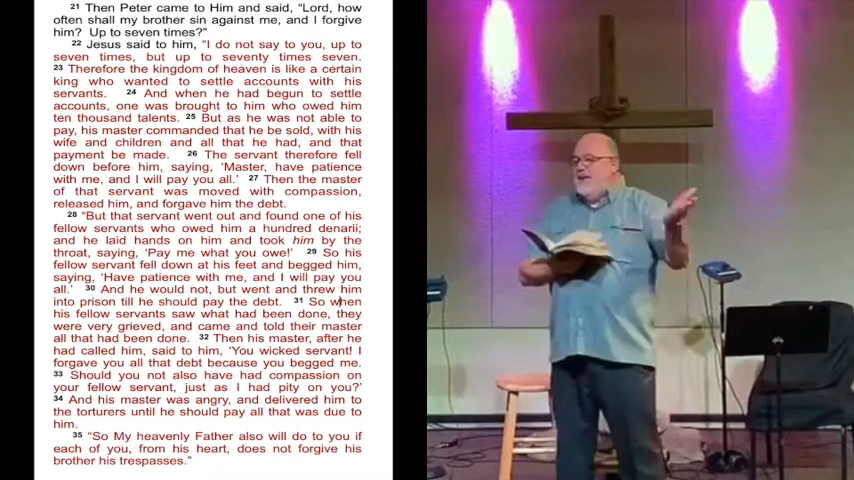 21 Then Peter came to Him and said, “Lord, how
often shall my brother sin against me, and I forgive
him? Up to seven times?”
22 Jesus said to him, “I do not say to you, up to
seven times, but up to seventy times seven.
23 Therefore the kingdom of heaven is like a certain
king who wanted to settle accounts with his
servants. 24 And when he had begun to settle
accounts, one was brought to him who owed him
ten thousand talents. 25 But as he was not able to
pay, his master commanded that he be sold, with his
wife and children and all that he had, and that
payment be made. 26 The servant therefore fell
down before him, saying, ‘Master, have patience
with me, and I will pay you all.’ 27 Then the master
of that servant was moved with compassion,
released him, and forgave him the debt.
28 “But that servant went out and found one of his
fellow servants who owed him a hundred denarii;
and he laid hands on him and took him by the
throat, saying, ‘Pay me what you owe!’ 29 So his
fellow servant fell down at his feet and begged him,
saying, ‘Have patience with me, and I will pay you
all.’ 30 And he would not, but went and threw him
into prison till he should pay the debt. 31 So when
his fellow servants saw what had been done, they
were very grieved, and came and told their master
all that had been done. 32 Then his master, after he
had called him, said to him, ‘You wicked servant! I
forgave you all that debt because you begged me.
33 Should you not also have had compassion on
your fellow servant, just as I had pity on you?’
34 And his master was angry, and delivered him to
the torturers until he should pay all that was due to
him.
35 “So My heavenly Father also will do to you if
each of you, from his heart, does not forgive his
brother his trespasses.”